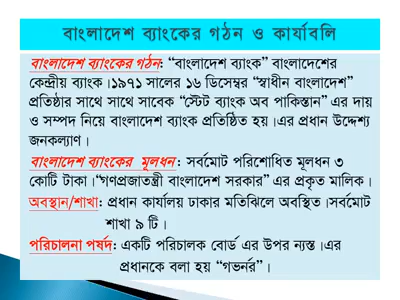 বাংলাদেশ ব্যাংকের গঠন ও কার্যাবলি
বাংলাদেশ ব্যাংকের গঠন: “বাংলাদেশ ব্যাংক” বাংলাদেশের
কেন্দ্রীয় ব্যাংক। ১৯৭১ সালের ১৬ ডিসেম্বর “স্বাধীন বাংলাদেশ”
প্রতিষ্ঠার সাথে সাথে সাবেক “স্টেট ব্যাংক অব পাকিস্তান” এর দায়
ও সম্পদ নিয়ে বাংলাদেশ ব্যাংক প্রতিষ্ঠিত হয়। এর প্রধান উদ্দেশ্য
জনকল্যাণ।
বাংলাদেশ ব্যাংকের মূলধন: সর্বমোট পরিশোধিত মূলধন ৩
কোটি টাকা। “গণপ্রজাতন্ত্রী বাংলাদেশ সরকার” এর প্রকৃত মালিক।
অবস্থান/শাখা: প্রধান কার্যালয় ঢাকার মতিঝিলে অবস্থিত। সর্বমোট
শাখা ৯ টি।
পরিচালনা পর্ষদ: একটি পরিচালক বোর্ড এর উপর ন্যস্ত। এর
প্রধানকে বলা হয় “গভর্নর”।